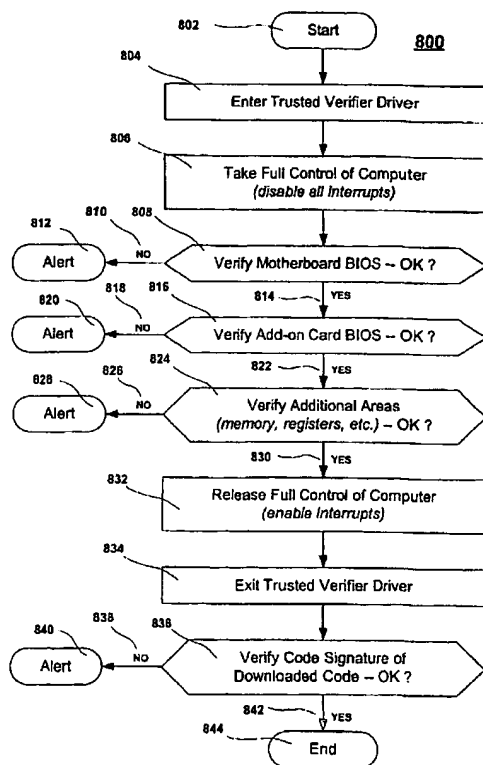 802
Start
800
804
Enter Trusted Verifier Driver
806
Take Full Control of Computer
(disable all Interrupts)
812
810
808
Alert
NO
Verify Motherboard BIOS -- OK ?
814
YES
820
818
816
Alert
NO
Verify Add-on Card BIOS -- OK ?
822
YES
824
828
826
Alert
NO
Verify Additional Areas
(memory, registers, etc.) -- OK ?
830
YES
832
Release Full Control of Computer
(enable Interrupts)
834
Exit Trusted Verifier Driver
840
838
836
Alert
NO
Verify Code Signature of
Downloaded Code -- OK ?
842
YES
844
End